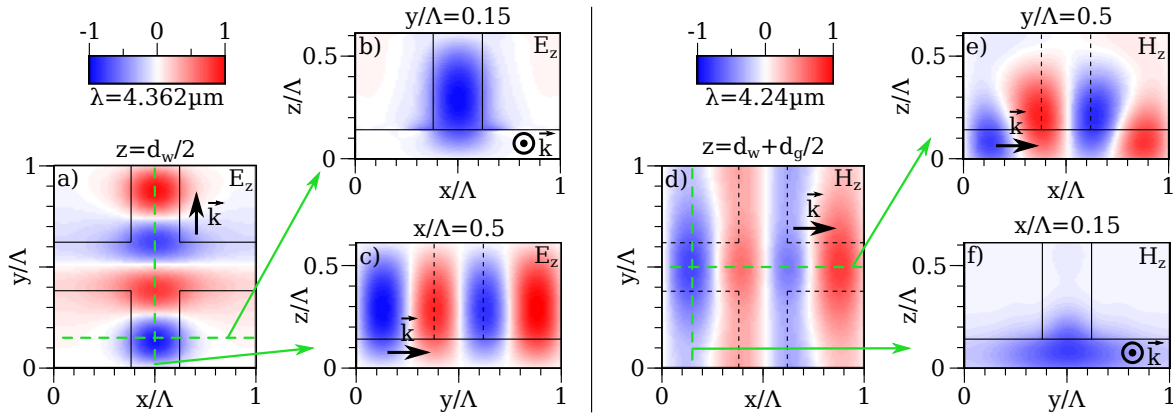 -1 0 1
λ=4.362μm
z=d_w/2
a) E_z
k
y/Λ
1
0
0 x/Λ 1
y/Λ=0.15
b) E_z
k
z/Λ
0.5
0
0 x/Λ 1
x/Λ=0.5
c) E_z
k
z/Λ
0.5
0
0 y/Λ 1
-1 0 1
λ=4.24μm
z=d_w+d_g/2
d) H_z
k
y/Λ
1
0
0 x/Λ 1
y/Λ=0.5
e) H_z
k
z/Λ
0.5
0
0 x/Λ 1
x/Λ=0.15
f) H_z
k
z/Λ
0.5
0
0 y/Λ 1